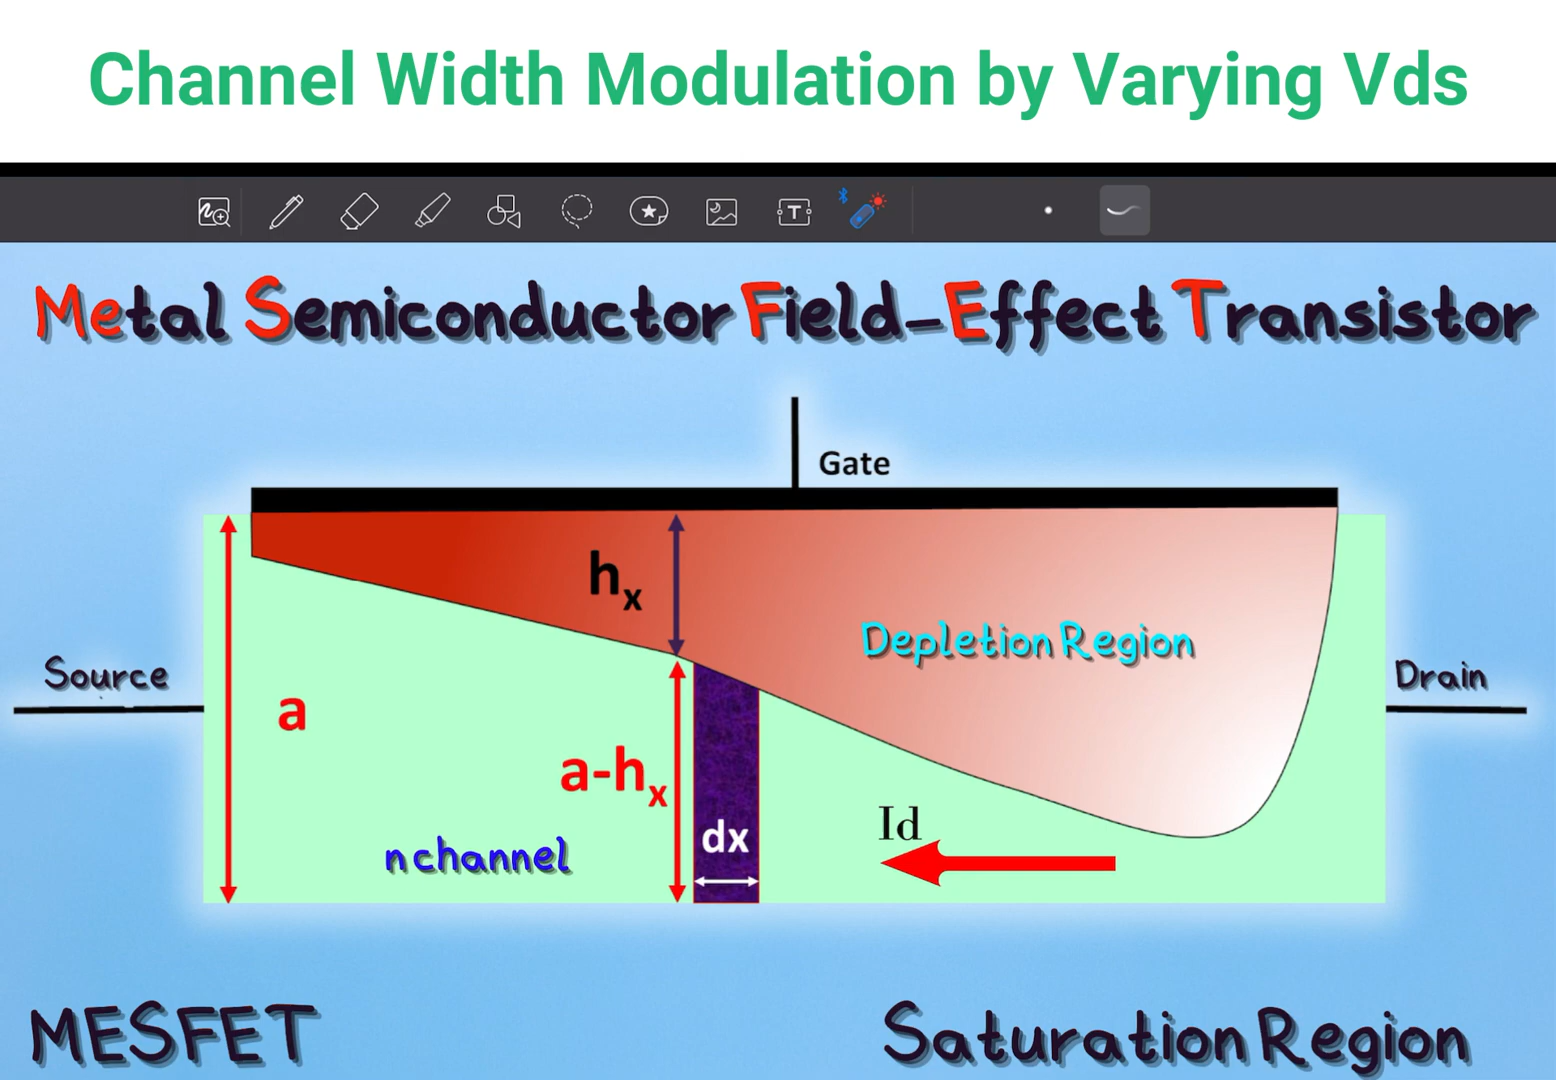 Channel Width Modulation by Varying Vds
T
Metal Semiconductor Field-Effect Transistor
Gate
hx
Depletion Region
Source
Drain
a
a-hx
Id
dx
n channel
MESFET
Saturation Region